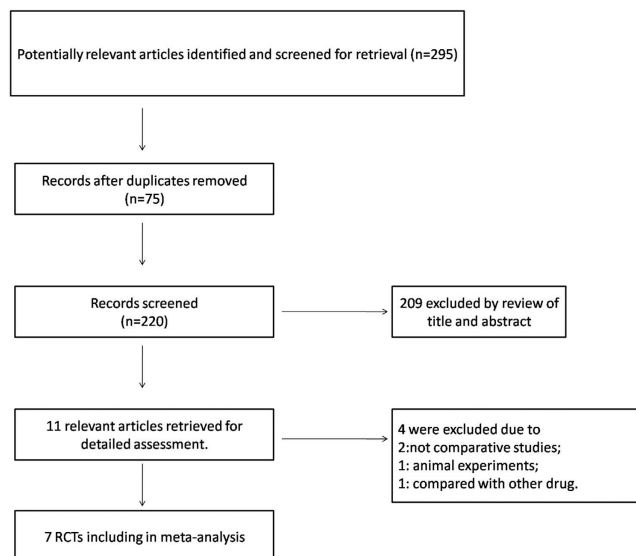 Potentially relevant articles identified and screened for retrieval (n=295)
Records after duplicates removed
(n=75)
Records screened
(n=220)
209 excluded by review of
title and abstract
11 relevant articles retrieved for
detailed assessment.
4 were excluded due to
2:not comparative studies;
1: animal experiments;
1: compared with other drug.
7 RCTs including in meta-analysis